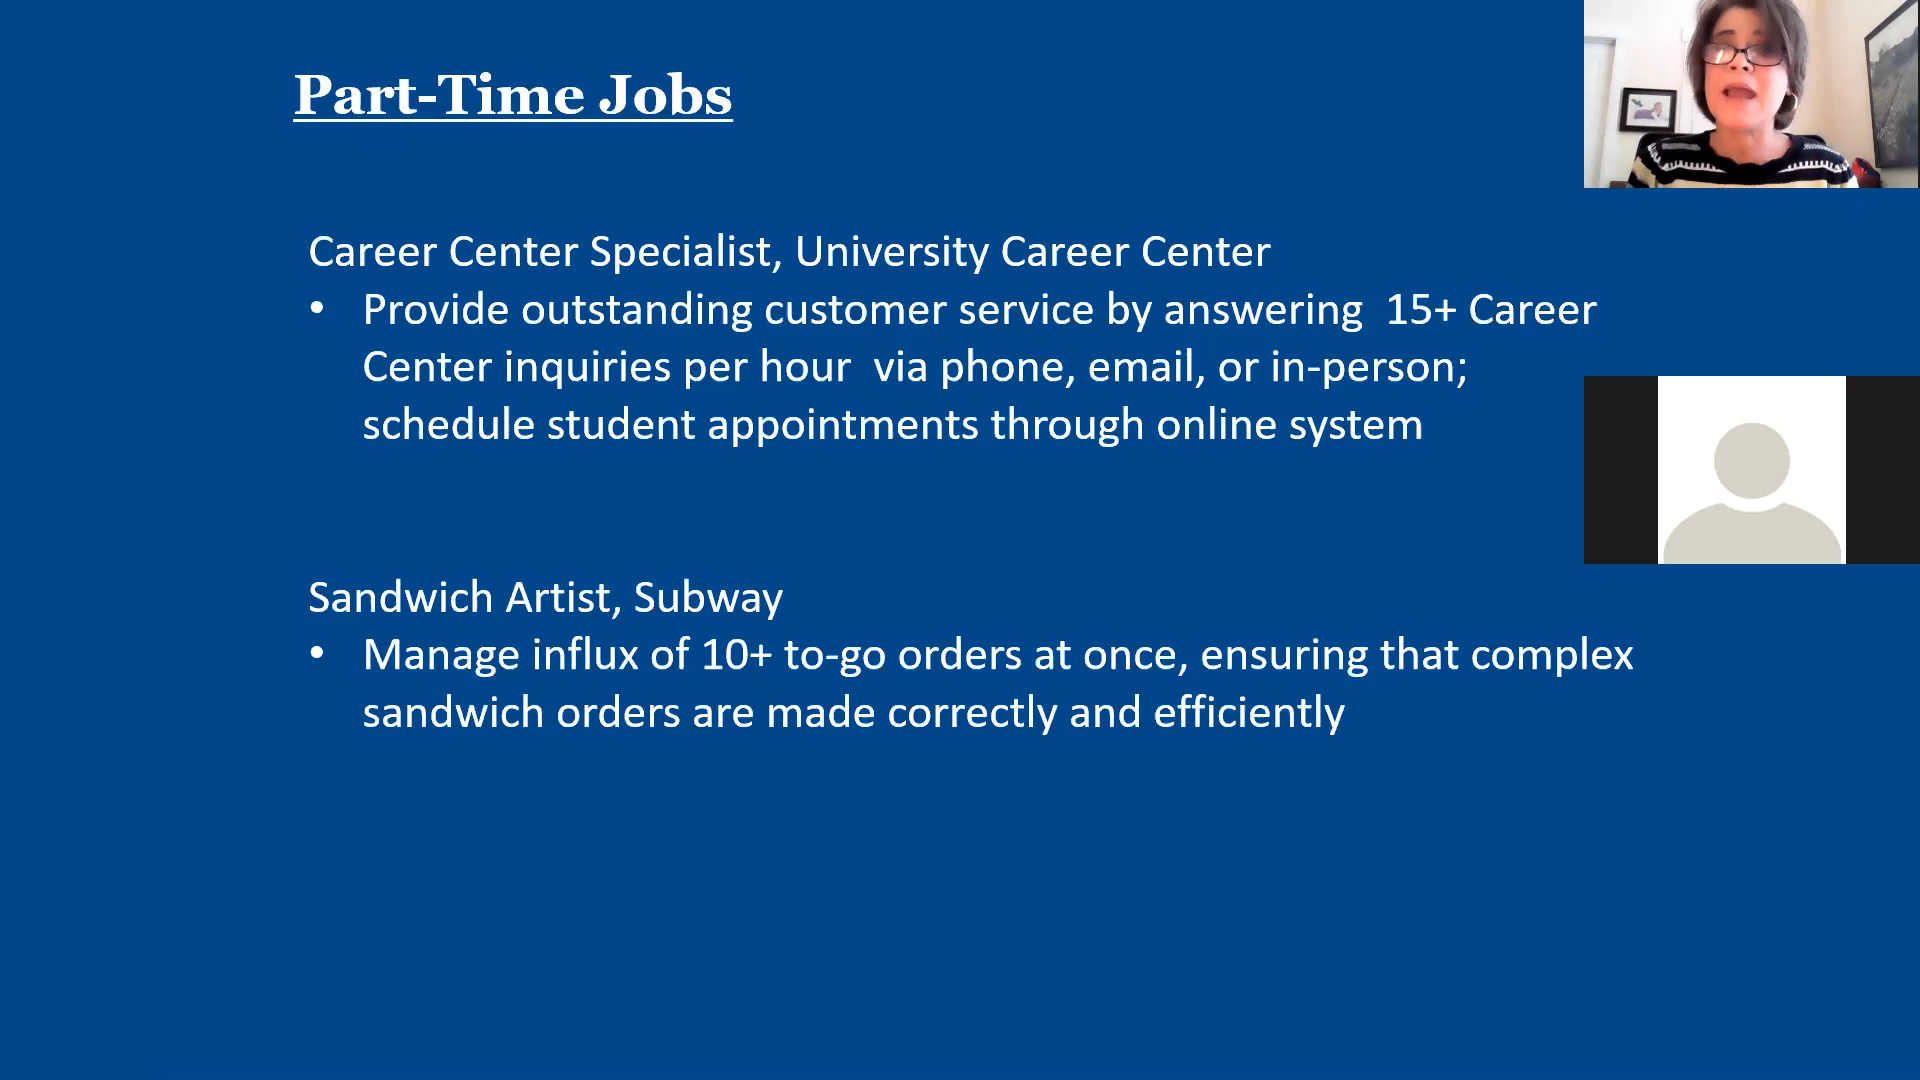 Part-Time Jobs
Career Center Specialist, University Career Center
• Provide outstanding customer service by answering  15+ Career
Center inquiries per hour  via phone, email, or in-person;
schedule student appointments through online system
Sandwich Artist, Subway
• Manage influx of 10+ to-go orders at once, ensuring that complex
sandwich orders are made correctly and efficiently